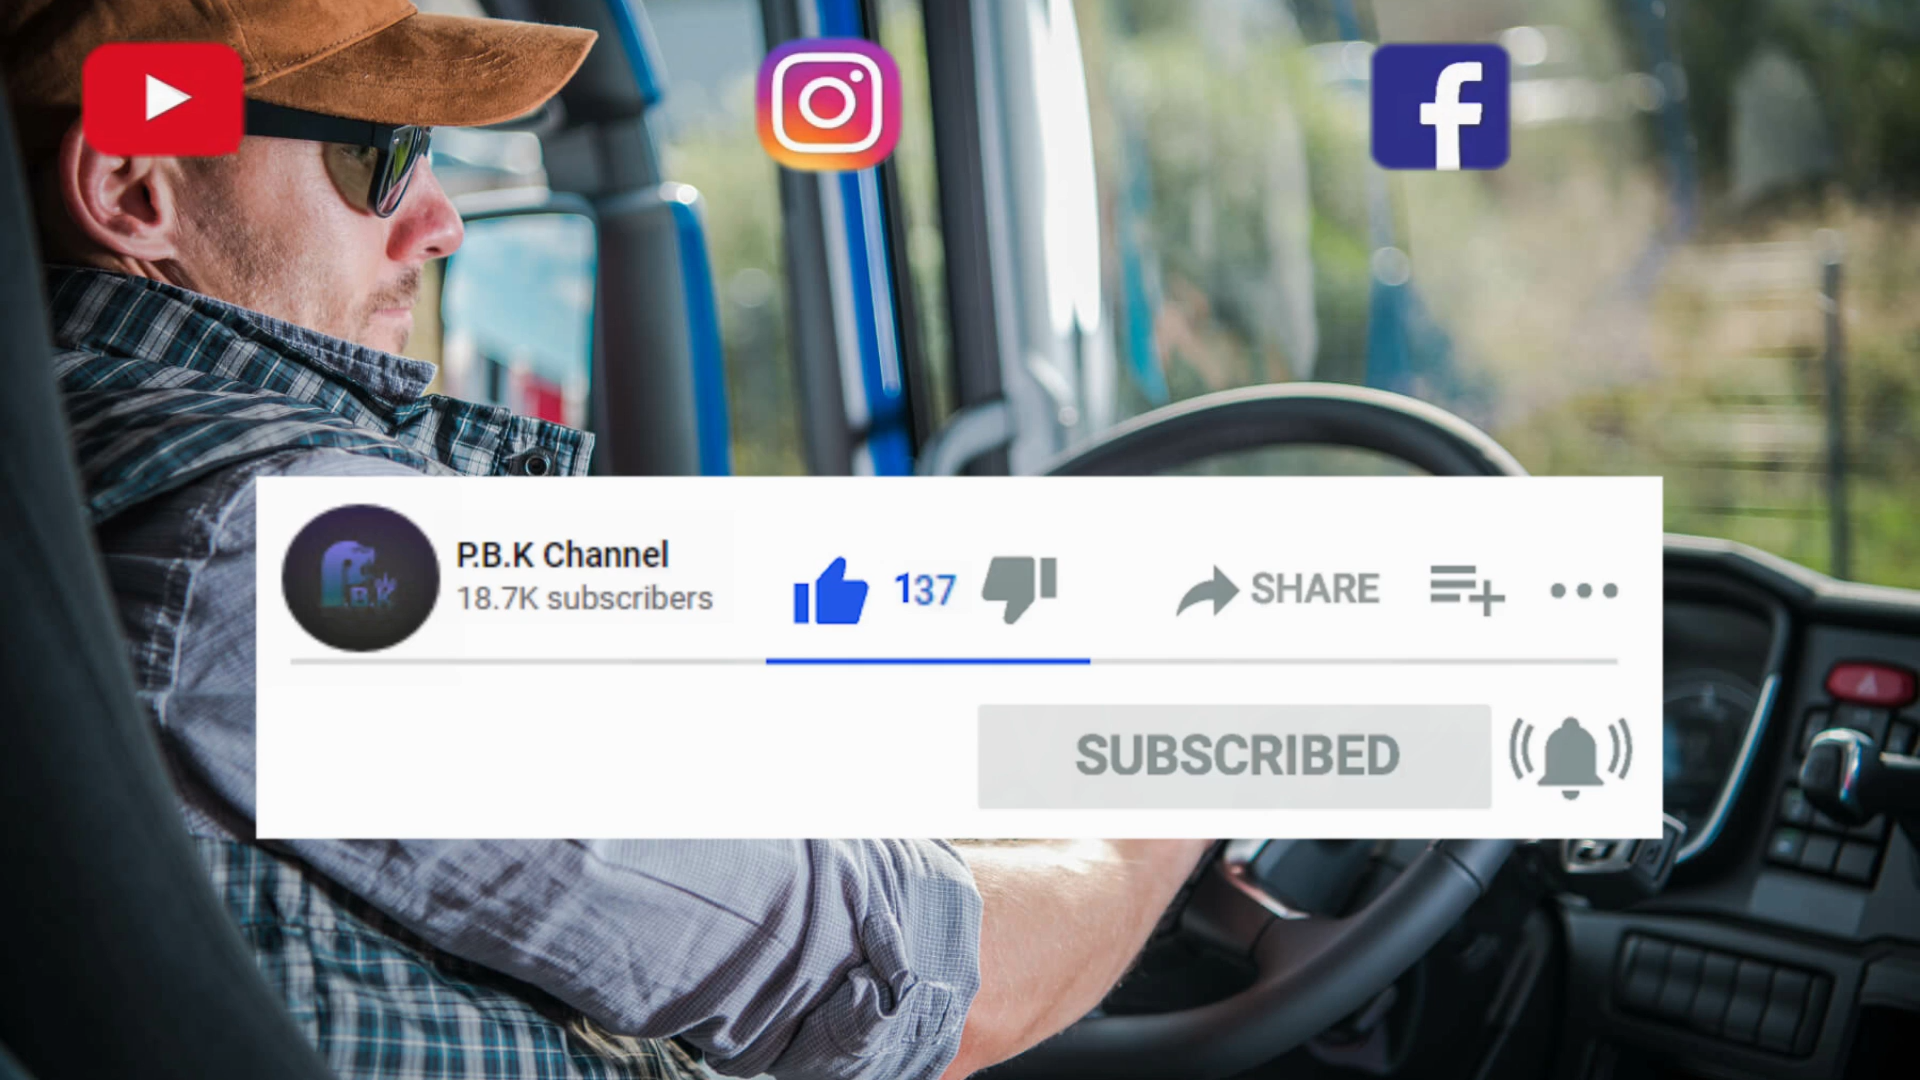 P.B.K Channel
18.7K subscribers
137
SHARE
SUBSCRIBED
P.B.K